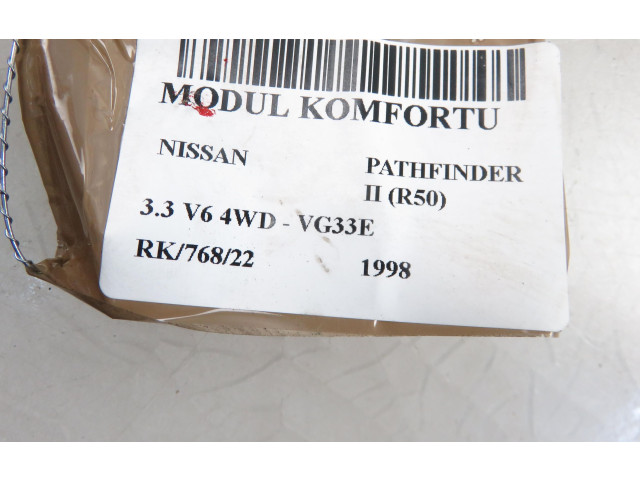 MODUL KOMFORTU
NISSAN PATHFINDER
II (R50)
3.3 V6 4WD - VG33E
RK/768/22 1998